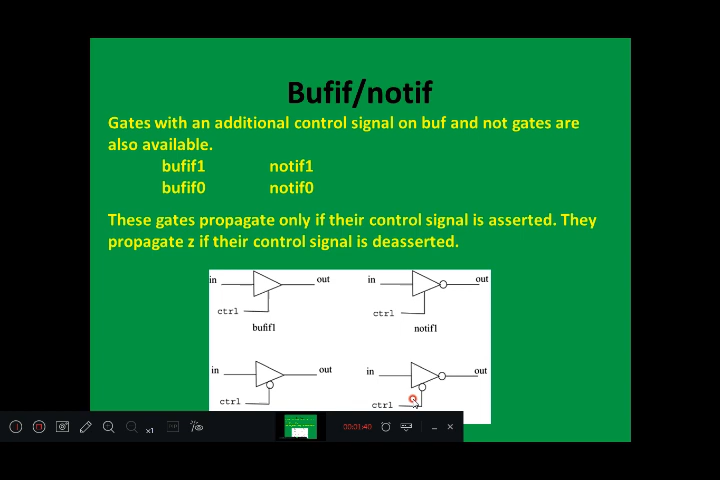 Bufif/notif
Gates with an additional control signal on buf and not gates are
also available.
bufif1 notif1
bufif0 notif0
These gates propagate only if their control signal is asserted. They
propagate z if their control signal is deasserted.
in out in out
ctrl ctrl
bufif1 notif1
in out in out
ctrl ctrl
x1 00:01:40